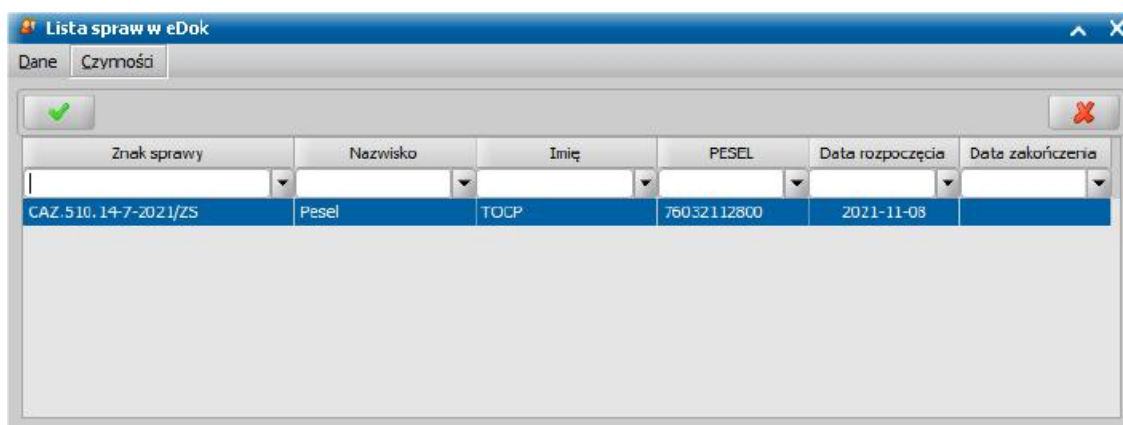 Lista spraw w eDok
Dane Czynności
Znak sprawy Nazwisko Imię PESEL Data rozpoczęcia Data zakończenia
CAZ.510.14-7-2021/ZS Pesel TOCP 76032112800 2021-11-08